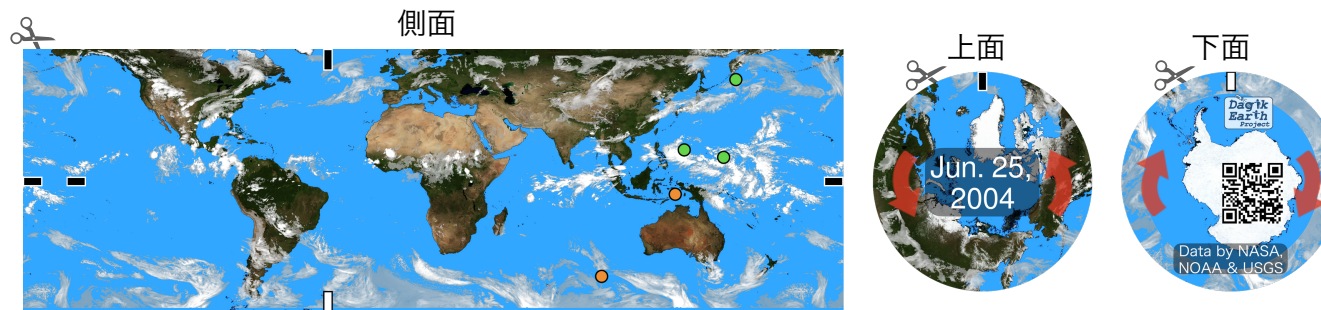 側面
上面
下面
Jun. 25,
2004
Dagik
Earth
Project
Data by NASA,
NOAA & USGS